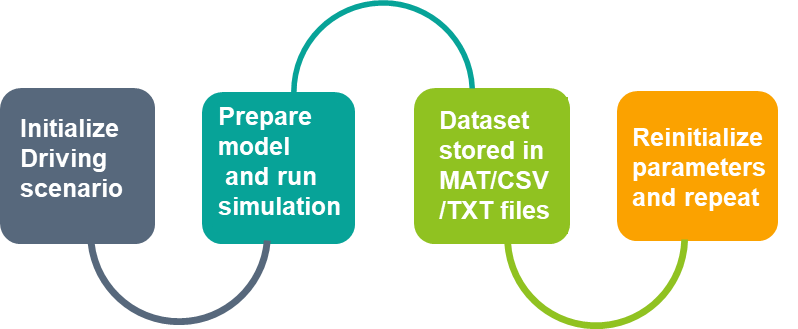 Initialize
Driving
scenario
Prepare
model
and run
simulation
Dataset
stored in
MAT/CSV
/TXT files
Reinitialize
parameters
and repeat